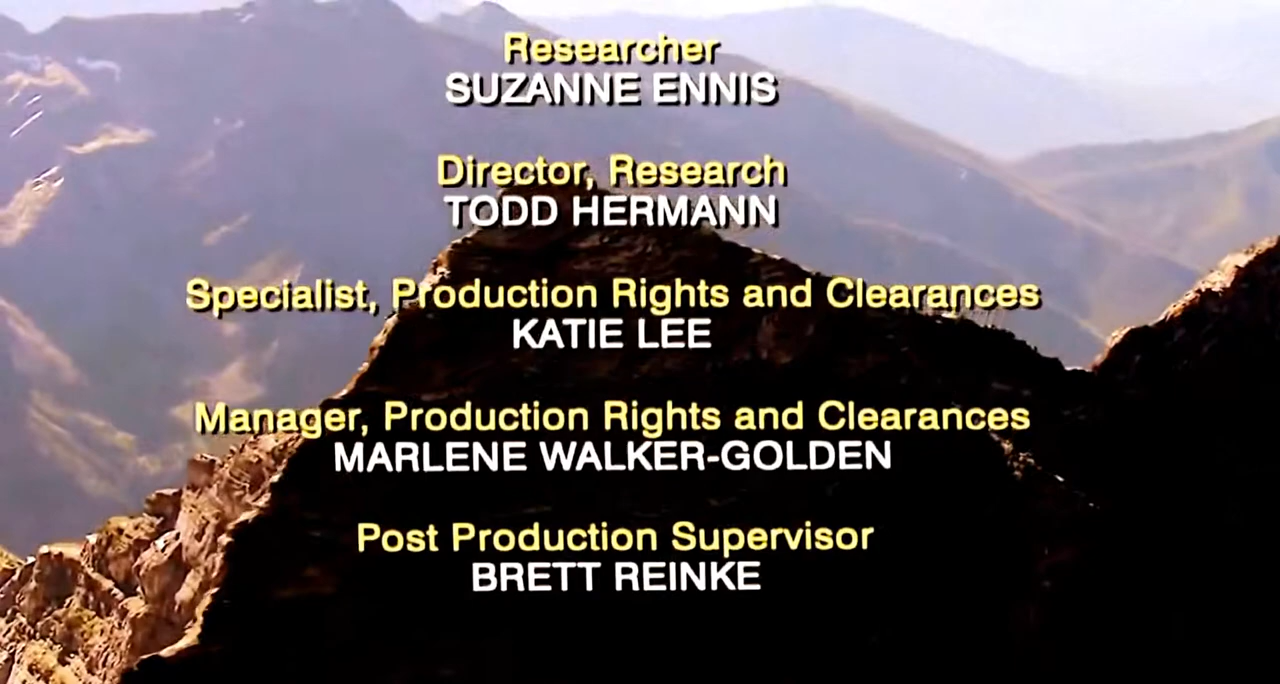 Researcher
SUZANNE ENNIS
Director, Research
TODD HERMANN
Specialist, Production Rights and Clearances
KATIE LEE
Manager, Production Rights and Clearances
MARLENE WALKER-GOLDEN
Post Production Supervisor
BRETT REINKE